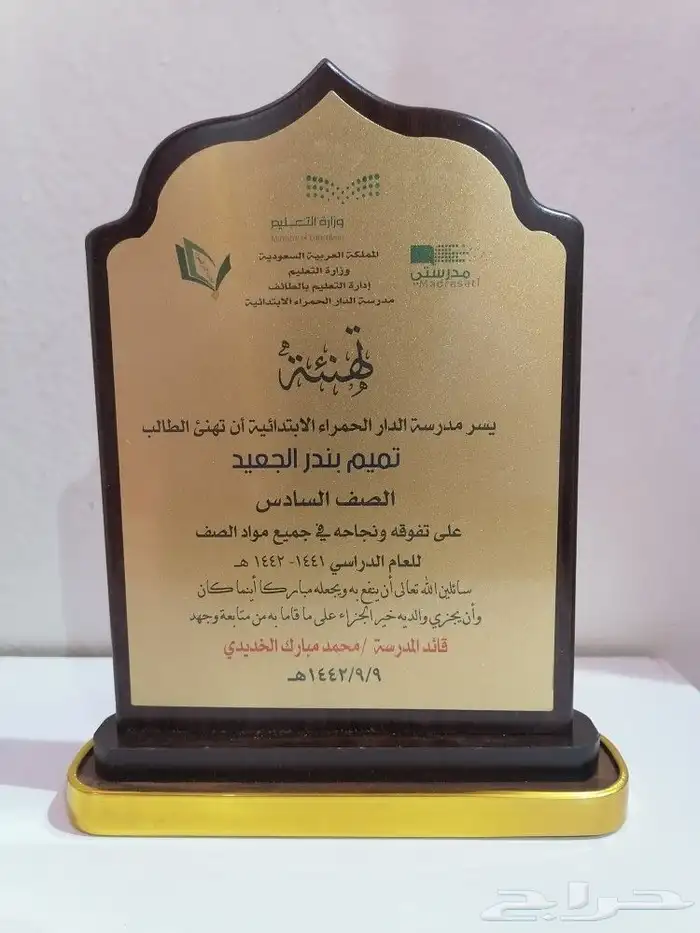 وزارة التعليم
Ministry of Education
المملكة العربية السعودية
وزارة التعليم
إدارة التعليم بالطائف
مدرسة الدار الحمراء الابتدائية
مدرستي
Madrasati
تهنئة
يسر مدرسة الدار الحمراء الابتدائية أن تهنئ الطالب
تميم بندر الجعيد
الصف السادس
على تفوقه ونجاحه في جميع مواد الصف
للعام الدراسي ١٤٤١- ١٤٤٢ هـ
سائلين الله تعالى أن ينفع به ويجعله مباركا أينما كان
وأن يجزي والديه خير الجزاء على ما قاما به من متابعة وجهد
قائد المدرسة / محمد مبارك الخديدي
١٤٤٢/٩/٩هـ
حراج